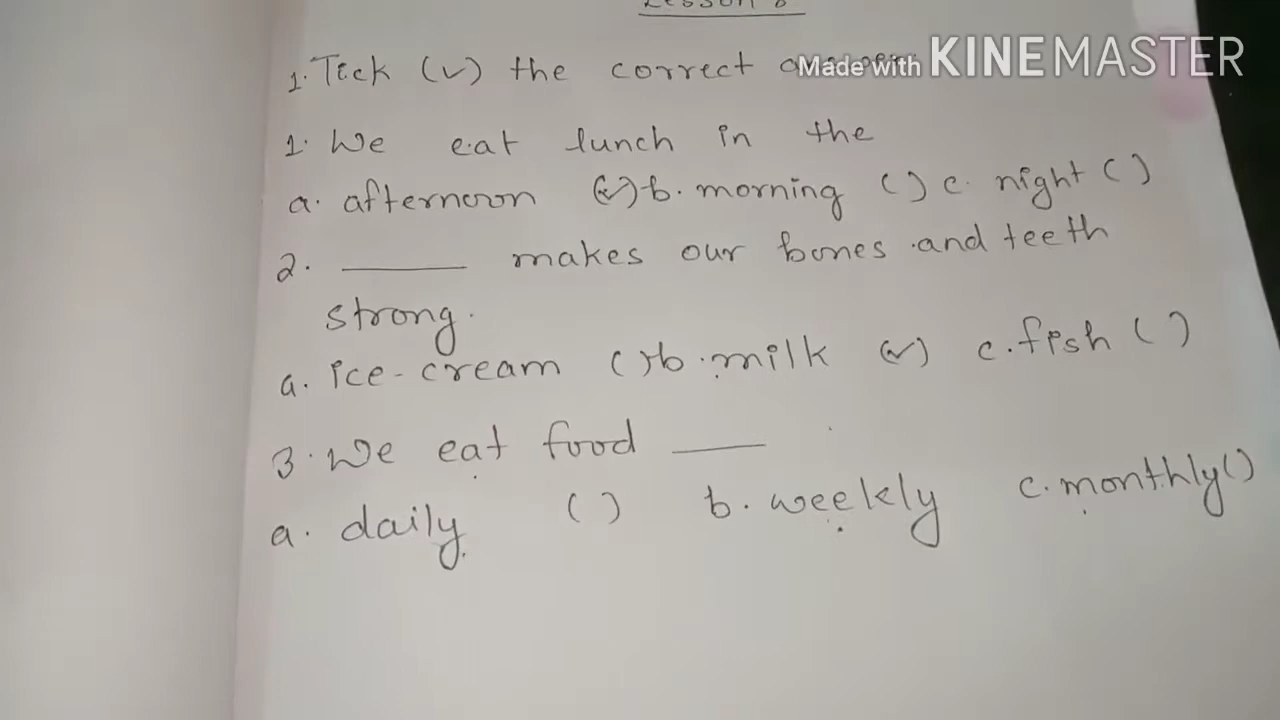 1. Tick (✓) the correct
Made with KINEMASTER
1. We eat lunch in the
a. afternoon (✓) b. morning ( ) c. night ( )
2. ______ makes our bones and teeth
strong.
a. ice-cream ( ) b. milk (✓) c. fish ( )
3. We eat food ____
a. daily ( ) b. weekly c. monthly ( )